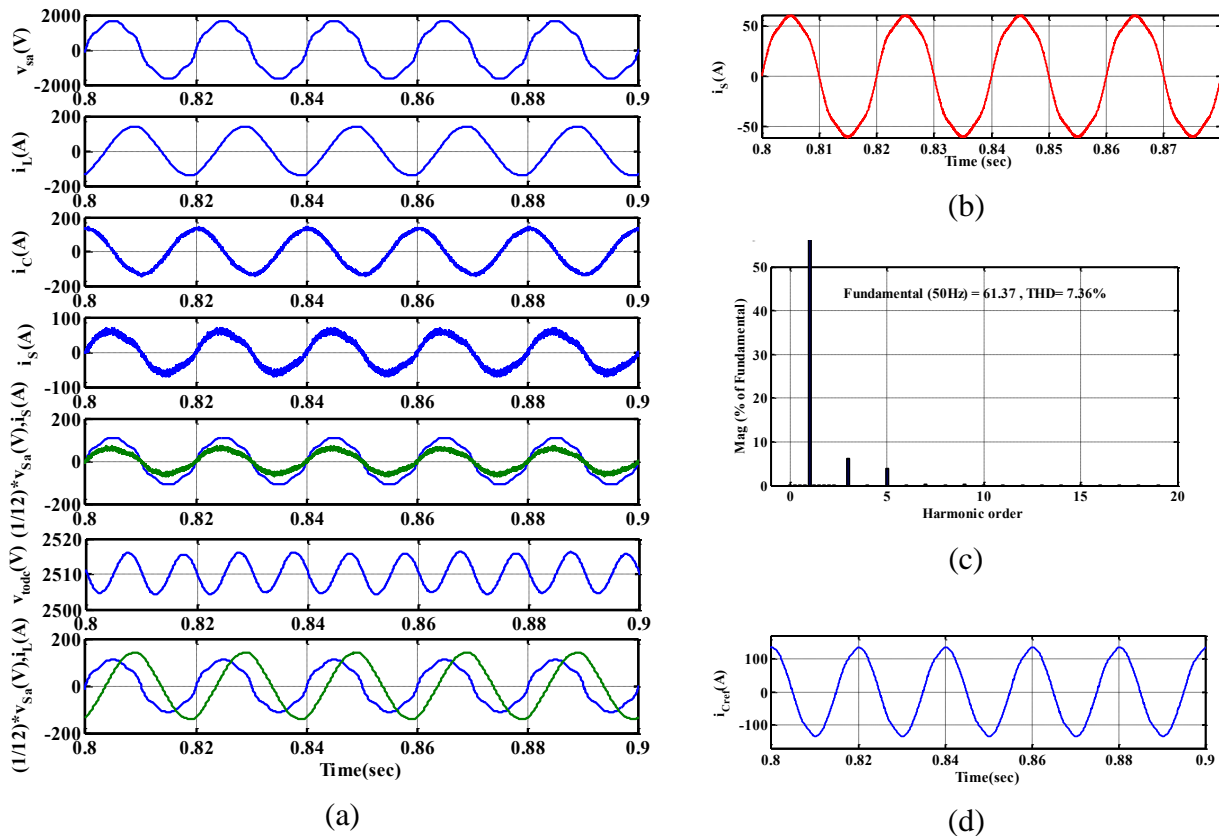 2000
0
-2000
v_sa(V)
0.8 0.82 0.84 0.86 0.88 0.9
200
0
-200
i_L(A)
0.8 0.82 0.84 0.86 0.88 0.9
200
0
-200
i_C(A)
0.8 0.82 0.84 0.86 0.88 0.9
100
0
-100
i_S(A)
0.8 0.82 0.84 0.86 0.88 0.9
200
0
-200
(1/12)*v_Sa(V),i_S(A)
0.8 0.82 0.84 0.86 0.88 0.9
2520
2510
2500
v_todc(V)
0.8 0.82 0.84 0.86 0.88 0.9
200
0
-200
(1/12)*v_Sa(V),i_L(A)
0.8 0.82 0.84 0.86 0.88 0.9
Time(sec)
(a)
50
0
-50
i_S(A)
0.8 0.81 0.82 0.83 0.84 0.85 0.86 0.87
Time (sec)
(b)
Fundamental (50Hz) = 61.37 , THD= 7.36%
50
40
30
20
10
0
Mag (% of Fundamental)
0 5 10 15 20
Harmonic order
(c)
100
0
-100
i_Cref(A)
0.8 0.82 0.84 0.86 0.88 0.9
Time(sec)
(d)